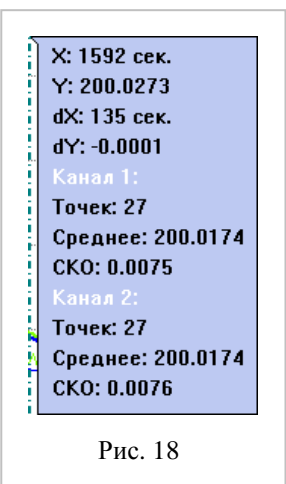 X: 1592 сек.
Y: 200.0273
dX: 135 сек.
dY: -0.0001
Канал 1:
Точек: 27
Среднее: 200.0174
СКО: 0.0075
Канал 2:
Точек: 27
Среднее: 200.0174
СКО: 0.0076
Рис. 18